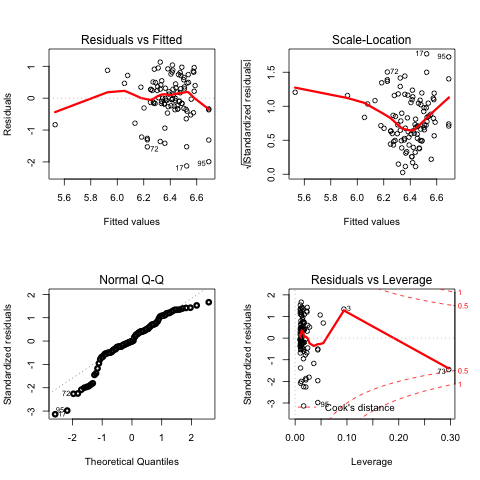 Residuals vs Fitted
Residuals
1
0
-1
-2
72
17
95
5.6 5.8 6.0 6.2 6.4 6.6
Fitted values
Scale-Location
√|Standardized residuals|
1.5
1.0
0.5
0.0
17
95
72
5.6 5.8 6.0 6.2 6.4 6.6
Fitted values
Normal Q-Q
Standardized residuals
2
1
0
-1
-2
-3
72
95
17
-2 -1 0 1 2
Theoretical Quantiles
Residuals vs Leverage
Standardized residuals
2
1
0
-1
-2
-3
3
73
95
Cook's distance
1
0.5
0.5
1
0.00 0.10 0.20 0.30
Leverage